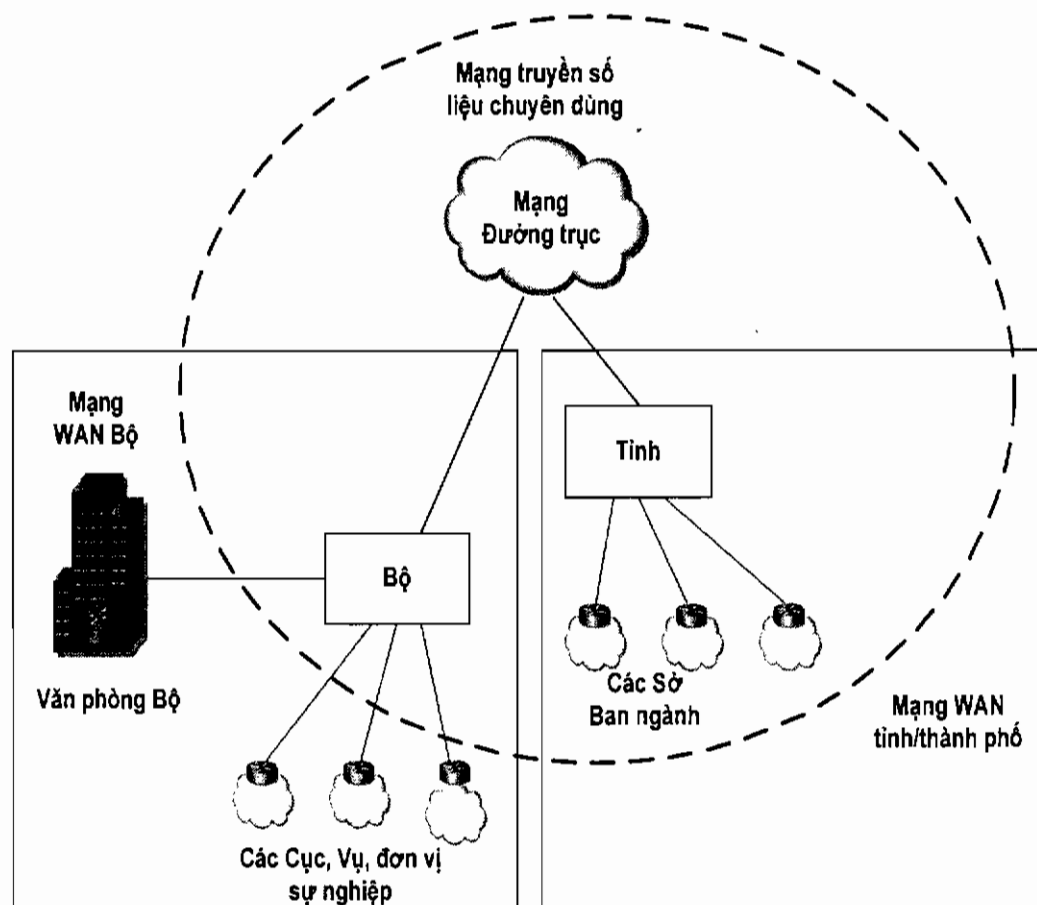 Mạng truyền số
liệu chuyên dùng
Mạng
Đường trục
Mạng
WAN Bộ
Tỉnh
Bộ
Văn phòng Bộ
Các Sở
Ban ngành
Mạng WAN
tỉnh/thành phố
Các Cục, Vụ, đơn vị
sự nghiệp